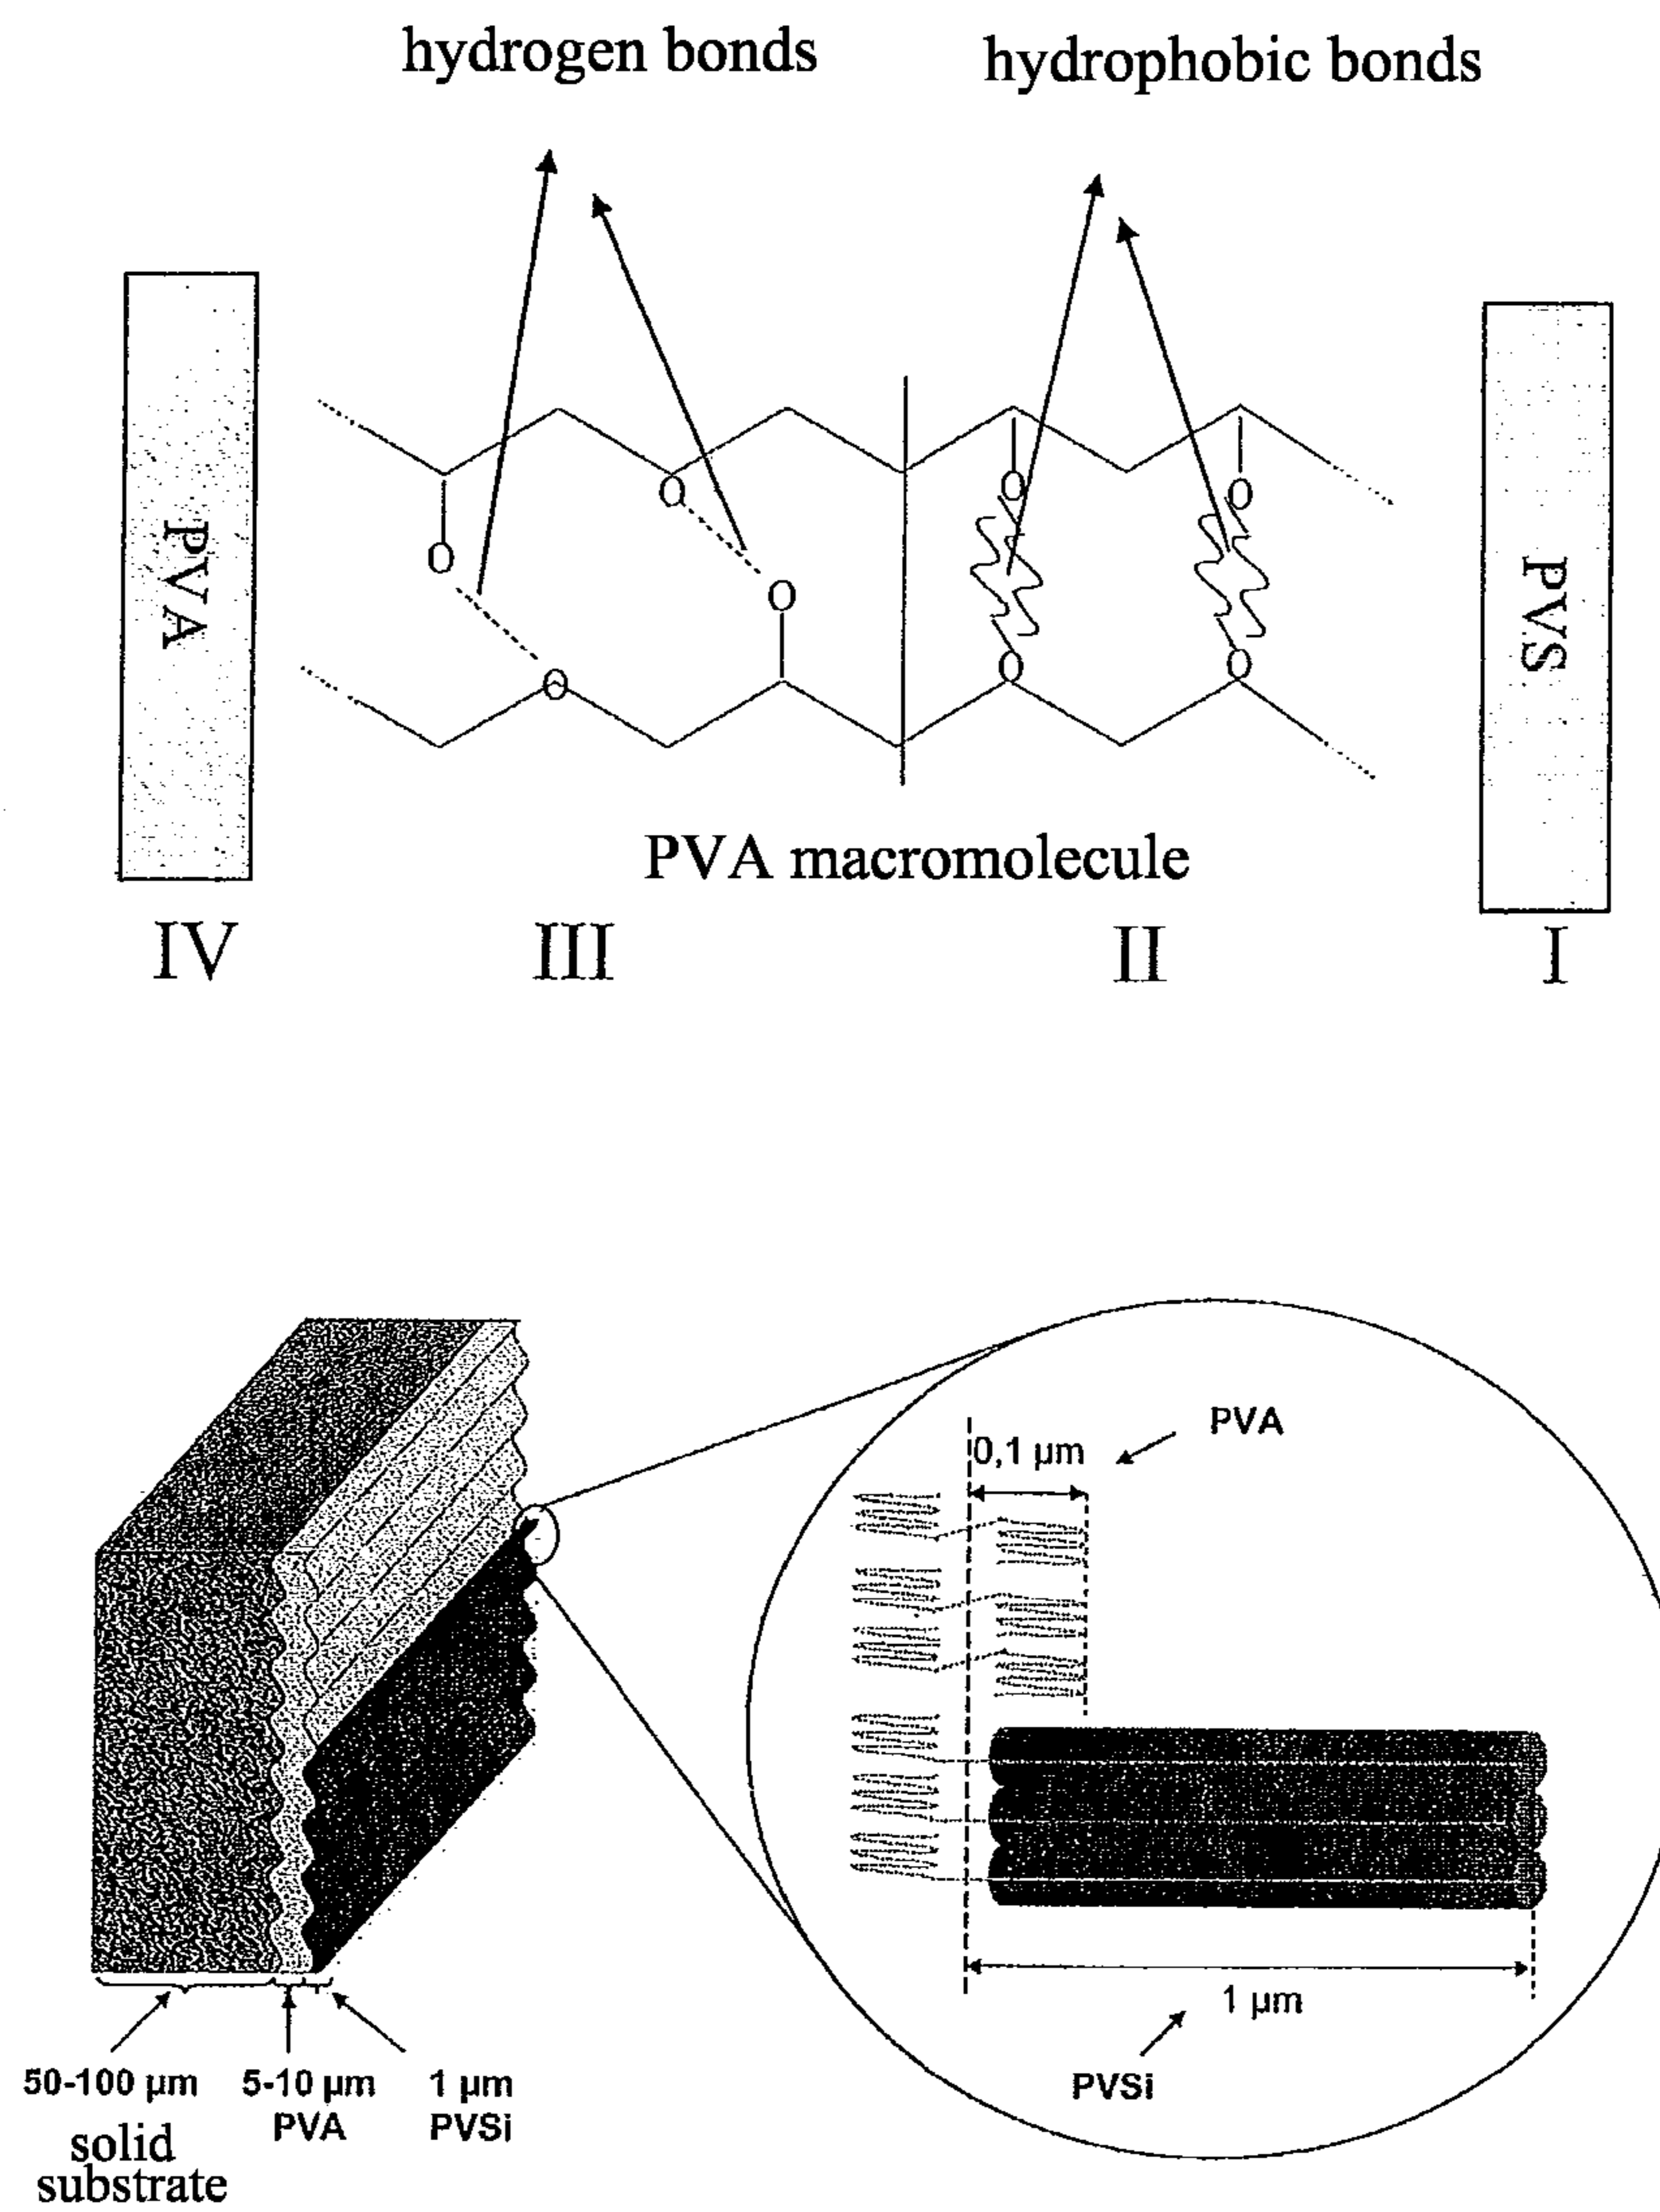 hydrogen bonds
hydrophobic bonds
PVA
O
O
O
O
O
O
O
O
PVS
PVA macromolecule
IV
III
II
I
PVA
0,1 µm
1 µm
PVSi
50-100 µm
solid
substrate
5-10 µm
PVA
1 µm
PVSi